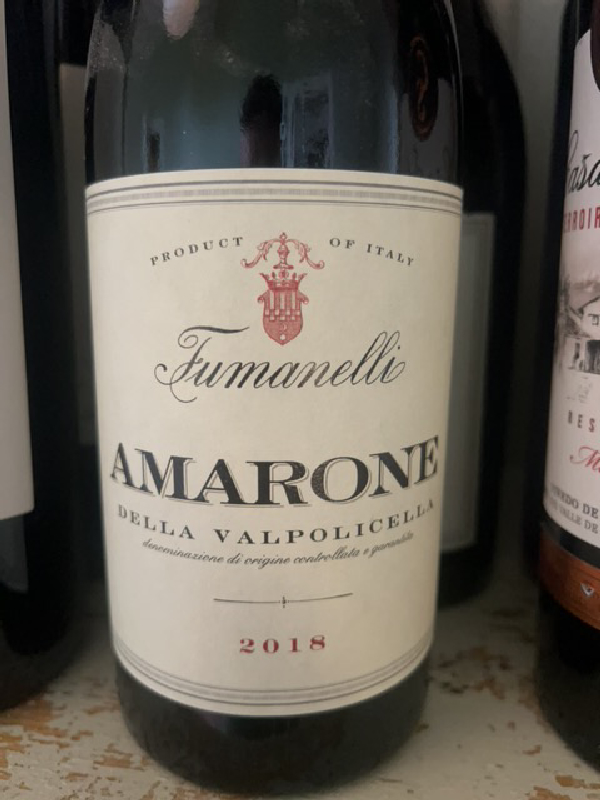 PRODUCT OF ITALY
Fumanelli
AMARONE
DELLA VALPOLICELLA
denominazione di origine controllata e garantita
2018